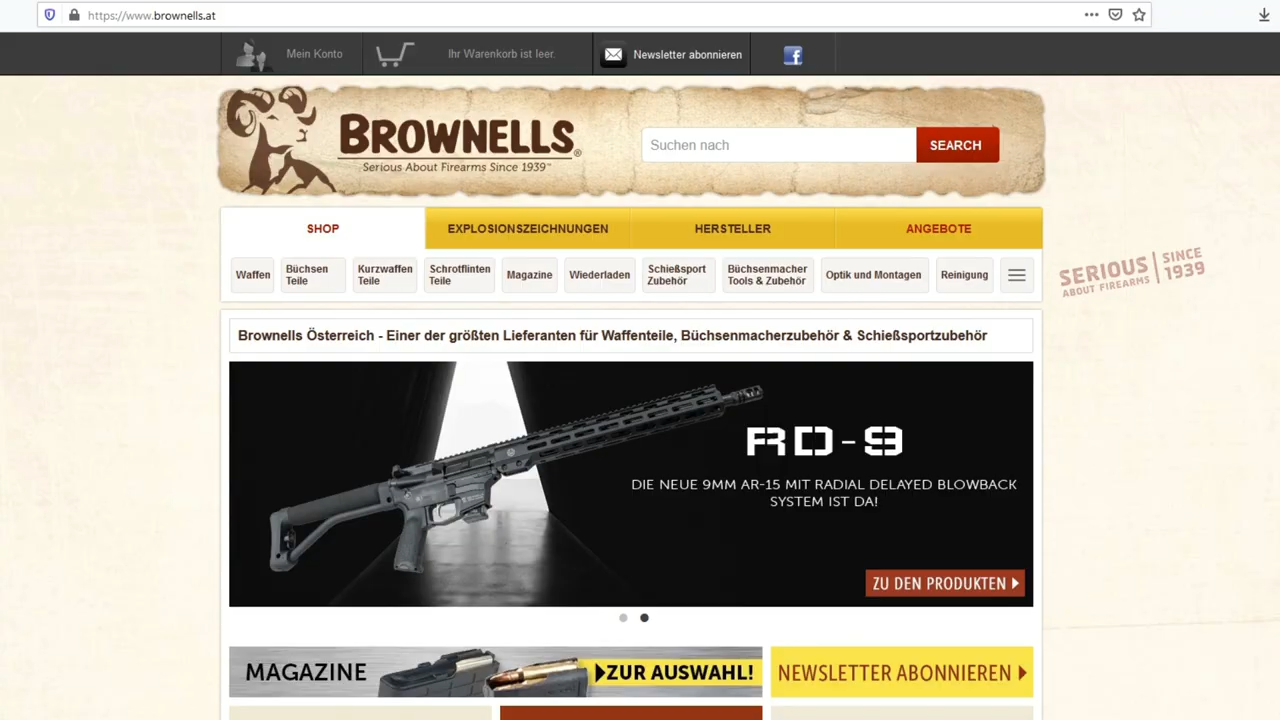 https://www.brownells.at
Mein Konto
Ihr Warenkorb ist leer.
Newsletter abonnieren
f
BROWNELLS®
Serious About Firearms Since 1939™
Suchen nach
SEARCH
SHOP
EXPLOSIONSZEICHNUNGEN
HERSTELLER
ANGEBOTE
Waffen
Büchsen
Teile
Kurzwaffen
Teile
Schrotflinten
Teile
Magazine
Wiederladen
Schießsport
Zubehör
Büchsenmacher
Tools & Zubehör
Optik und Montagen
Reinigung
SERIOUS
ABOUT FIREARMS
SINCE
1939
Brownells Österreich - Einer der größten Lieferanten für Waffenteile, Büchsenmacherzubehör & Schießsportzubehör
RD-9
DIE NEUE 9MM AR-15 MIT RADIAL DELAYED BLOWBACK
SYSTEM IST DA!
ZU DEN PRODUKTEN
MAGAZINE
ZUR AUSWAHL!
NEWSLETTER ABONNIEREN